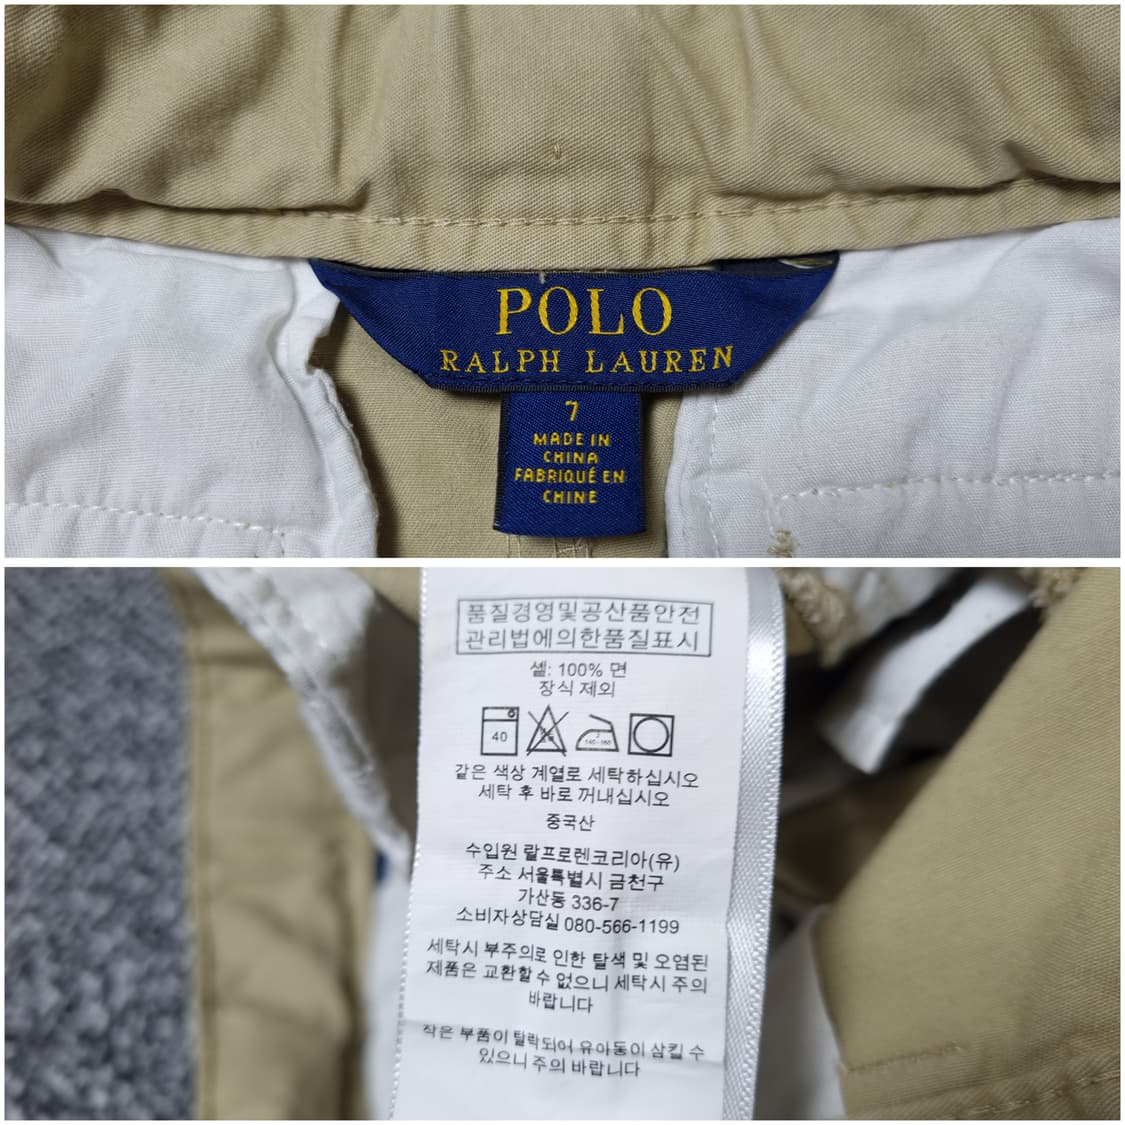 POLO
RALPH LAUREN
7
MADE IN
CHINA
FABRIQUÉ EN
CHINE
품질경영및공산품안전
관리법에의한품질표시
셸: 100% 면
장식 제외
40
2
140-160
같은 색상 계열로 세탁하십시오
세탁 후 바로 꺼내십시오
중국산
수입원 랄프로렌코리아(유)
주소 서울특별시 금천구
가산동 336-7
소비자상담실 080-566-1199
세탁시 부주의로 인한 탈색 및 오염된
제품은 교환할 수 없으니 세탁시 주의
바랍니다
작은 부품이 탈락되어 유아동이 삼킬 수
있으니 주의 바랍니다